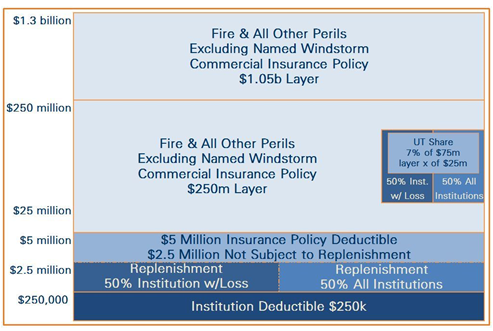 $1.3 billion
Fire & All Other Perils
Excluding Named Windstorm
Commercial Insurance Policy
$1.05b Layer
$250 million
Fire & All Other Perils
Excluding Named Windstorm
Commercial Insurance Policy
$250m Layer
UT Share
7% of $75m
layer x of $25m
50% Inst.
w/ Loss
50% All
Institutions
$25 million
$5 million
$5 Million Insurance Policy Deductible
$2.5 Million Not Subject to Replenishment
$2.5 million
Replenishment
50% Institution w/Loss
Replenishment
50% All Institutions
$250,000
Institution Deductible $250k